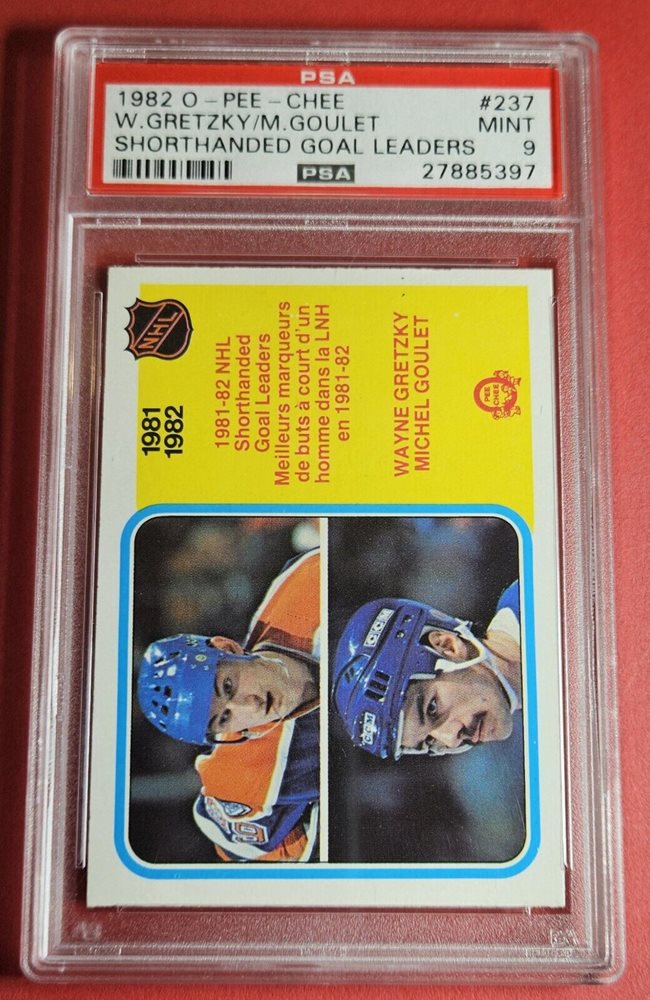 PSA
1982 O-PEE-CHEE #237
W.GRETZKY/M.GOULET MINT
SHORTHANDED GOAL LEADERS 9
PSA 27885397
NHL
1981
1982
1981-82 NHL
Shorthanded
Goal Leaders
Meilleurs marqueurs
de buts à court d'un
homme dans la LNH
en 1981-82
WAYNE GRETZKY
MICHEL GOULET
O
PEE
CHEE
CCM
CCM